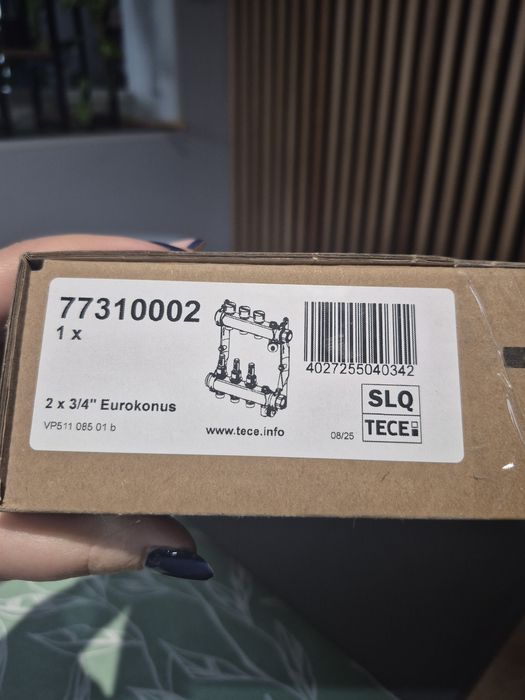 77310002
1 x
4027255040342
2 x 3/4" Eurokonus
VP511 085 01 b
www.tece.info
08/25
SLQ
TECE